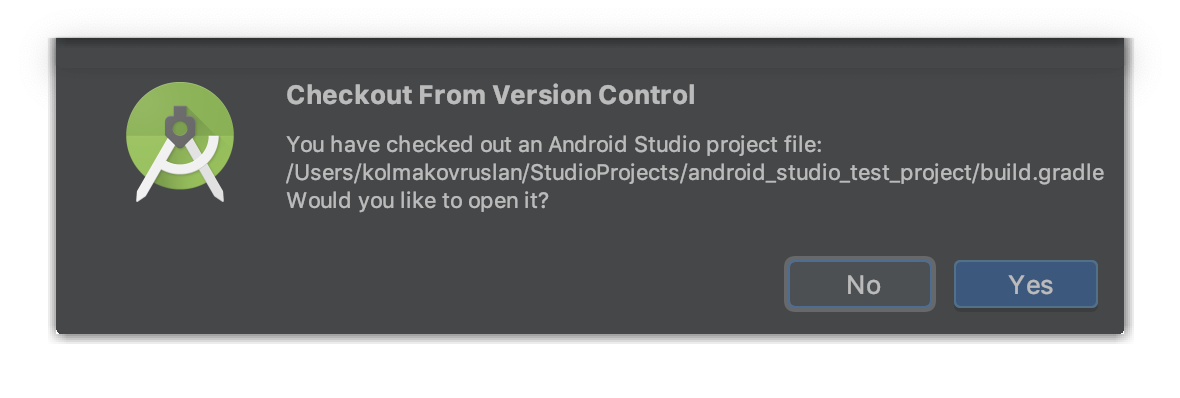 Checkout From Version Control
You have checked out an Android Studio project file:
/Users/kolmakovruslan/StudioProjects/android_studio_test_project/build.gradle
Would you like to open it?
No
Yes